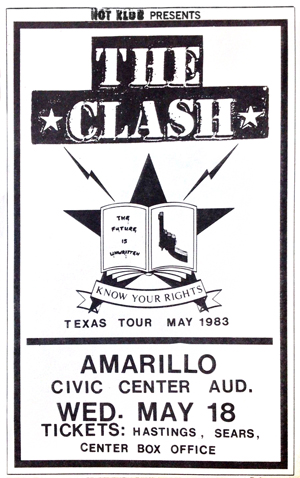 HOT KLUB PRESENTS
THE
CLASH
THE
FUTURE
IS
UNWRITTEN
KNOW YOUR RIGHTS
TEXAS TOUR MAY 1983
AMARILLO
CIVIC CENTER AUD.
WED. MAY 18
TICKETS: HASTINGS, SEARS,
CENTER BOX OFFICE